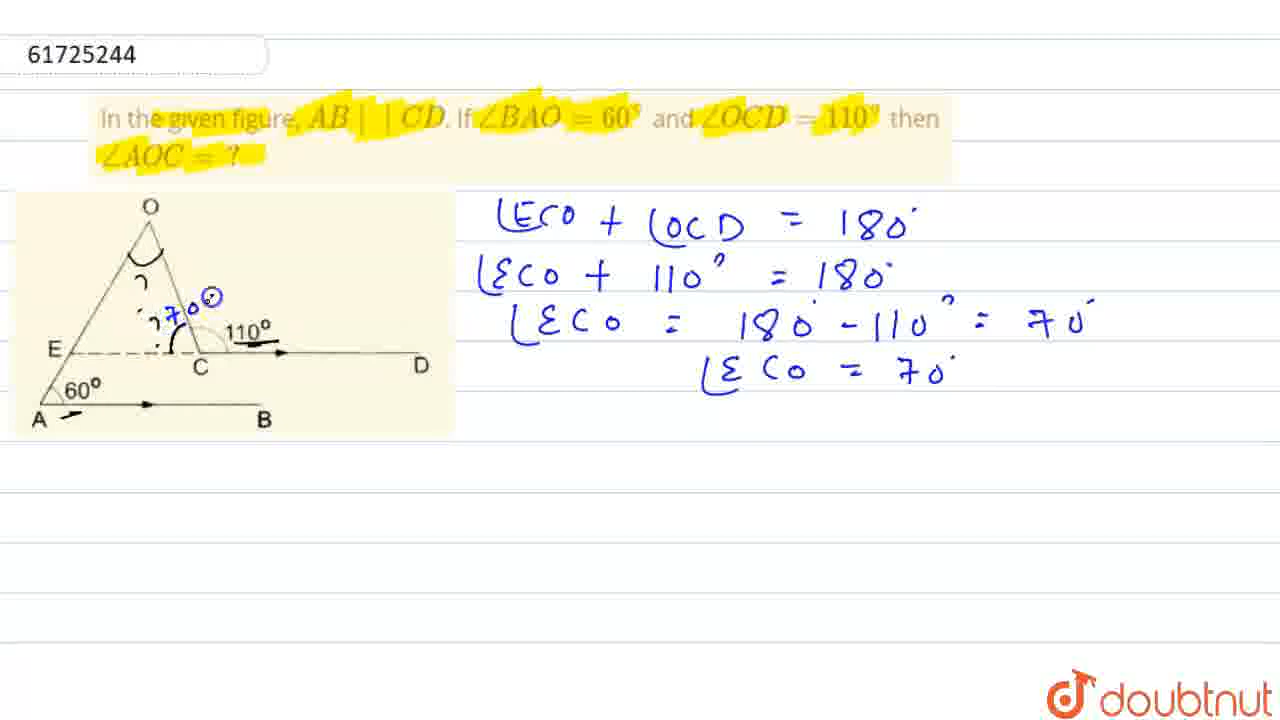 61725244
In the given figure, AB||CD. If ∠BAO = 60° and ∠OCD = 110° then
∠AOC = ?
O
?
? 70°
110°
E
C
D
60°
A
B
∠ECO + ∠OCD = 180°
∠ECO + 110° = 180°
∠ECO = 180° - 110° = 70°
∠ECO = 70°
doubtnut